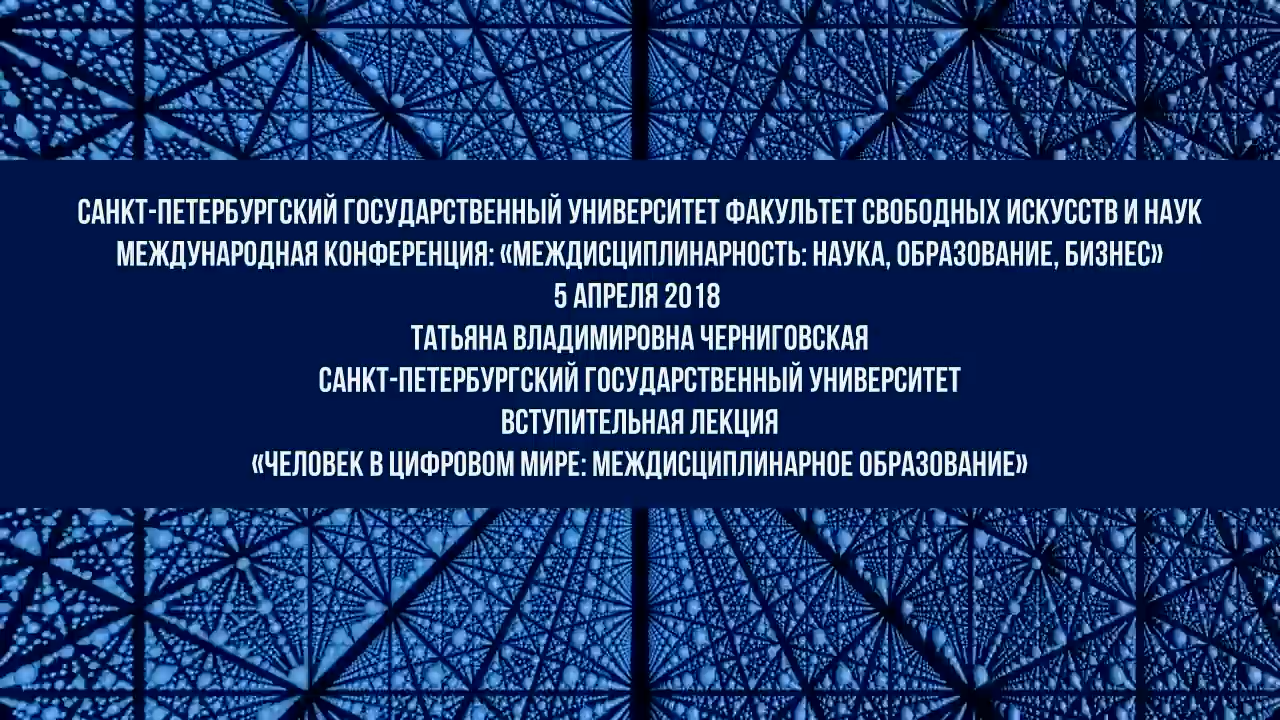 САНКТ-ПЕТЕРБУРГСКИЙ ГОСУДАРСТВЕННЫЙ УНИВЕРСИТЕТ ФАКУЛЬТЕТ СВОБОДНЫХ ИСКУССТВ И НАУК
МЕЖДУНАРОДНАЯ КОНФЕРЕНЦИЯ: «МЕЖДИСЦИПЛИНАРНОСТЬ: НАУКА, ОБРАЗОВАНИЕ, БИЗНЕС»
5 АПРЕЛЯ 2018
ТАТЬЯНА ВЛАДИМИРОВНА ЧЕРНИГОВСКАЯ
САНКТ-ПЕТЕРБУРГСКИЙ ГОСУДАРСТВЕННЫЙ УНИВЕРСИТЕТ
ВСТУПИТЕЛЬНАЯ ЛЕКЦИЯ
«ЧЕЛОВЕК В ЦИФРОВОМ МИРЕ: МЕЖДИСЦИПЛИНАРНОЕ ОБРАЗОВАНИЕ»